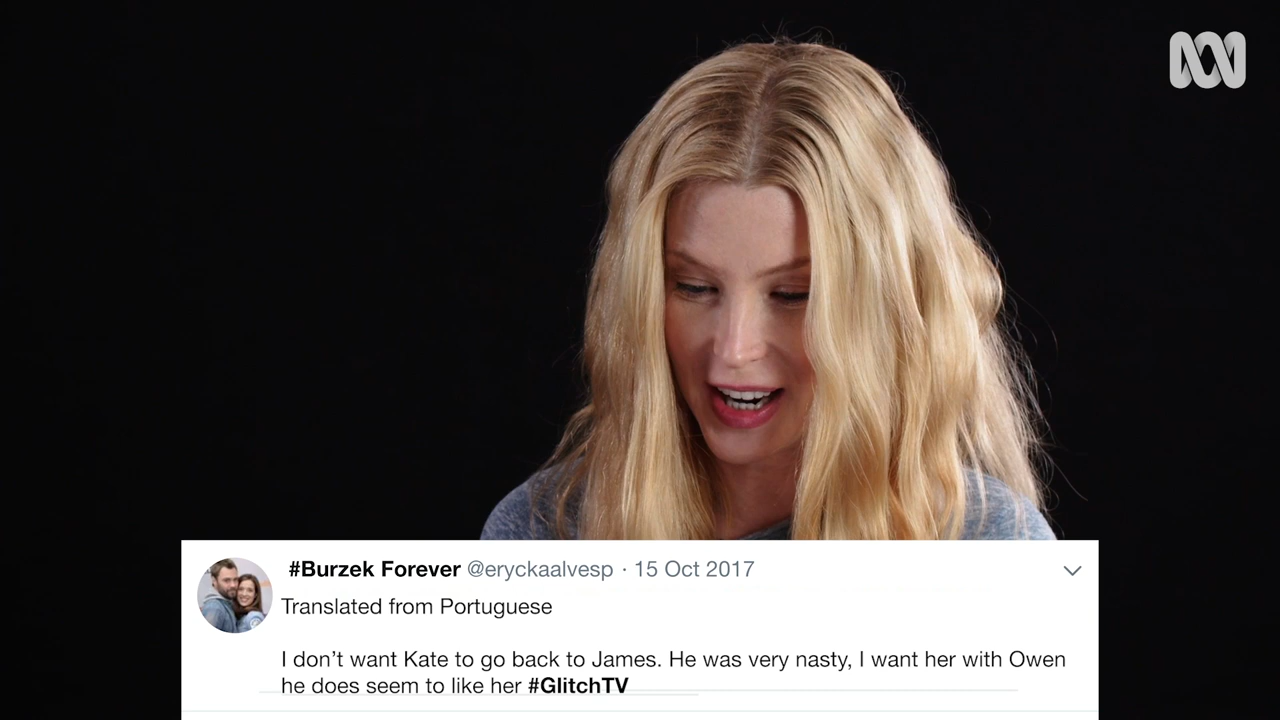 #Burzek Forever @eryckaalvesp · 15 Oct 2017
Translated from Portuguese
I don’t want Kate to go back to James. He was very nasty, I want her with Owen
he does seem to like her #GlitchTV